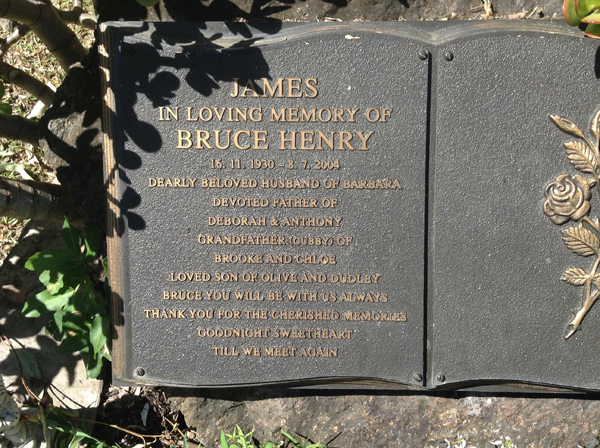 JAMES
IN LOVING MEMORY OF
BRUCE HENRY
16. 11. 1930 – 8. 7. 2004
DEARLY BELOVED HUSBAND OF BARBARA
DEVOTED FATHER OF
DEBORAH & ANTHONY
GRANDFATHER (GUBBY) OF
BROOKE AND CHLOE
LOVED SON OF OLIVE AND DUDLEY
BRUCE YOU WILL BE WITH US ALWAYS
THANK YOU FOR THE CHERISHED MEMORIES
GOODNIGHT SWEETHEART
TILL WE MEET AGAIN